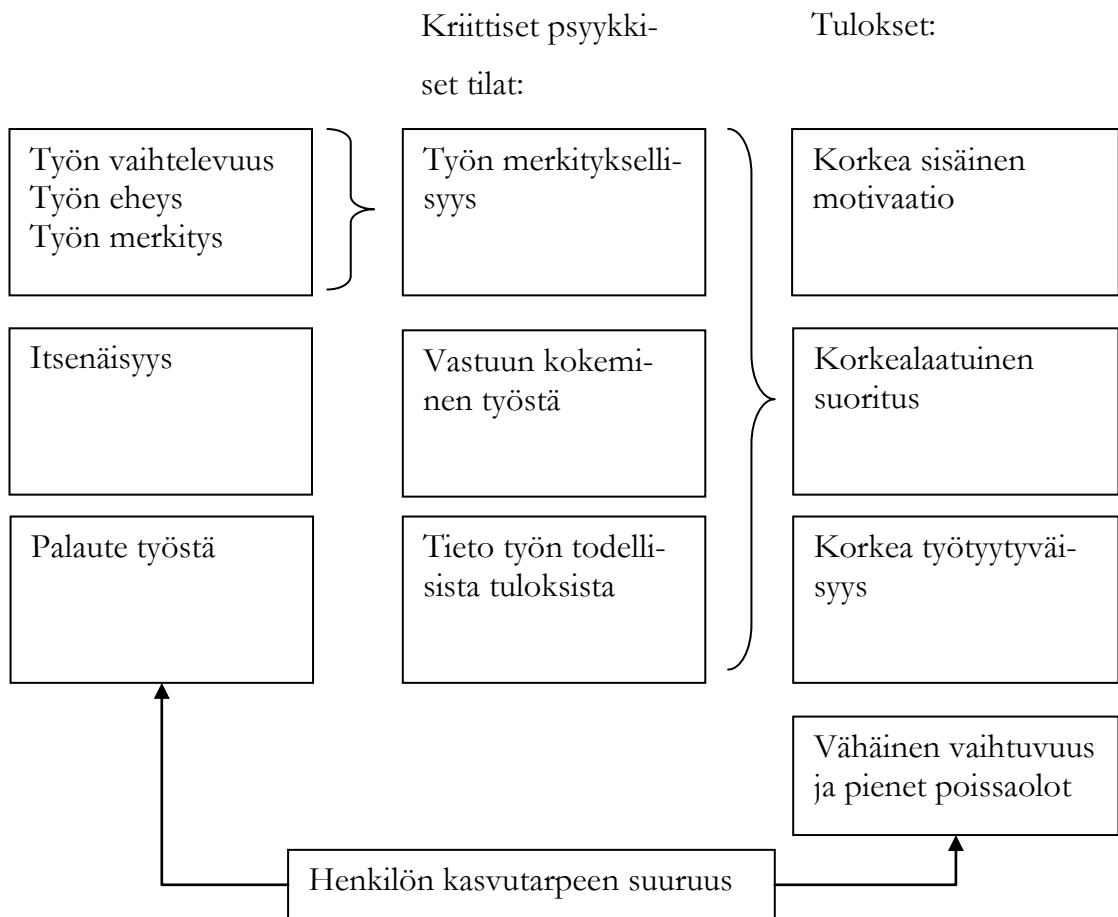 Kriittiset psyykki-
set tilat:
Tulokset:
Työn vaihtelevuus
Työn eheys
Työn merkitys
Työn merkitykselli-
syys
Korkea sisäinen
motivaatio
Itsenäisyys
Vastuun kokemi-
nen työstä
Korkealaatuinen
suoritus
Palaute työstä
Tieto työn todelli-
sista tuloksista
Korkea työtyytyväi-
syys
Vähäinen vaihtuvuus
ja pienet poissaolot
Henkilön kasvutarpeen suuruus